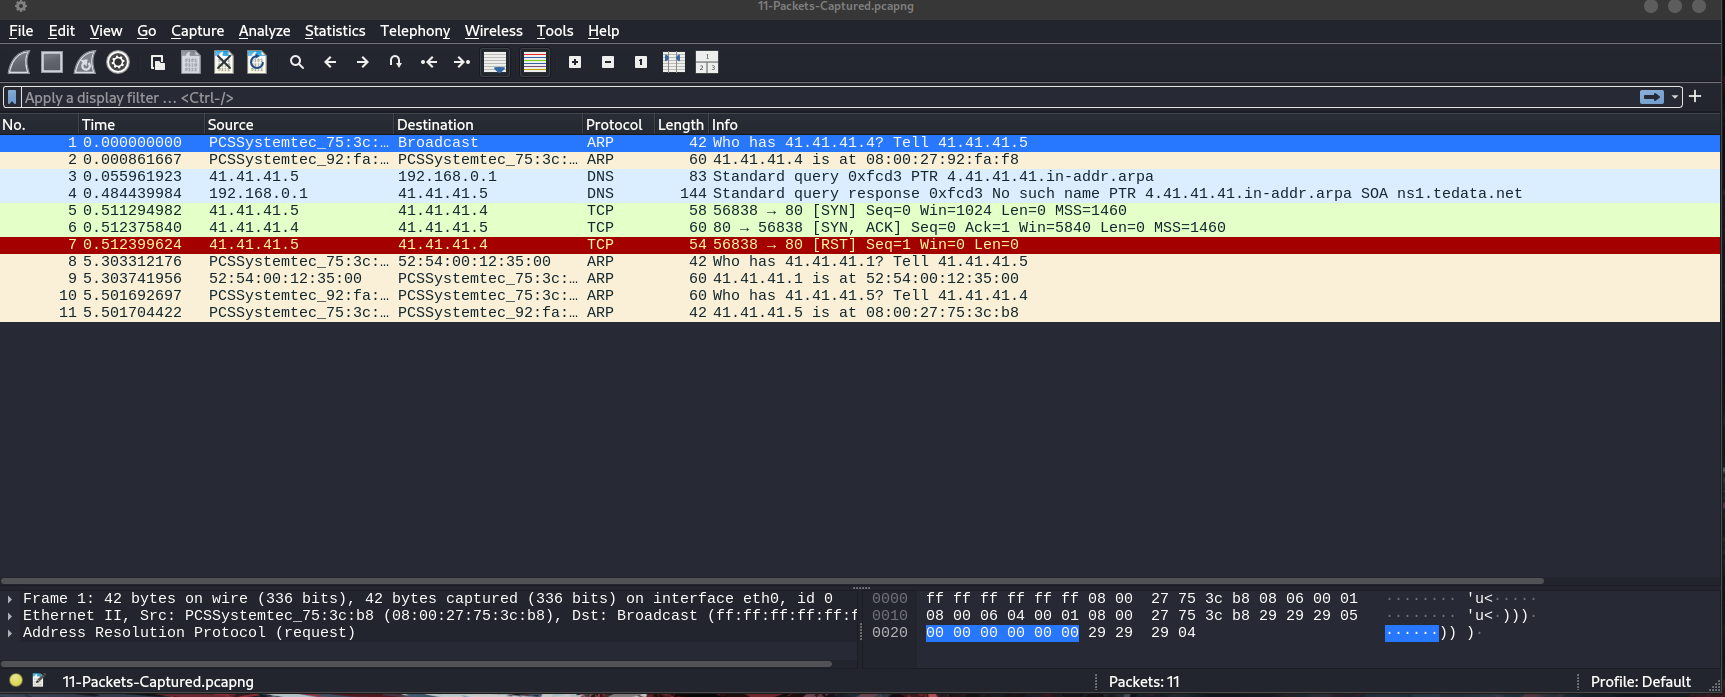 11-Packets-Captured.pcapng
File Edit View Go Capture Analyze Statistics Telephony Wireless Tools Help
Apply a display filter … <Ctrl-/>
No. Time Source Destination Protocol Length Info
1 0.000000000 PCSSystemtec_75:3c:… Broadcast ARP 42 Who has 41.41.41.4? Tell 41.41.41.5
2 0.000861667 PCSSystemtec_92:fa:… PCSSystemtec_75:3c:… ARP 60 41.41.41.4 is at 08:00:27:92:fa:f8
3 0.055961923 41.41.41.5 192.168.0.1 DNS 83 Standard query 0xfcd3 PTR 4.41.41.41.in-addr.arpa
4 0.484439984 192.168.0.1 41.41.41.5 DNS 144 Standard query response 0xfcd3 No such name PTR 4.41.41.41.in-addr.arpa SOA ns1.tedata.net
5 0.511294982 41.41.41.5 41.41.41.4 TCP 58 56838 → 80 [SYN] Seq=0 Win=1024 Len=0 MSS=1460
6 0.512375840 41.41.41.4 41.41.41.5 TCP 60 80 → 56838 [SYN, ACK] Seq=0 Ack=1 Win=5840 Len=0 MSS=1460
7 0.512399624 41.41.41.5 41.41.41.4 TCP 54 56838 → 80 [RST] Seq=1 Win=0 Len=0
8 5.303312176 PCSSystemtec_75:3c:… 52:54:00:12:35:00 ARP 42 Who has 41.41.41.1? Tell 41.41.41.5
9 5.303741956 52:54:00:12:35:00 PCSSystemtec_75:3c:… ARP 60 41.41.41.1 is at 52:54:00:12:35:00
10 5.501692697 PCSSystemtec_92:fa:… PCSSystemtec_75:3c:… ARP 60 Who has 41.41.41.5? Tell 41.41.41.4
11 5.501704422 PCSSystemtec_75:3c:… PCSSystemtec_92:fa:… ARP 42 41.41.41.5 is at 08:00:27:75:3c:b8
Frame 1: 42 bytes on wire (336 bits), 42 bytes captured (336 bits) on interface eth0, id 0
Ethernet II, Src: PCSSystemtec_75:3c:b8 (08:00:27:75:3c:b8), Dst: Broadcast (ff:ff:ff:ff:ff:f
Address Resolution Protocol (request)
0000 ff ff ff ff ff ff 08 00 27 75 3c b8 08 06 00 01 ········ 'u<·····
0010 08 00 06 04 00 01 08 00 27 75 3c b8 29 29 29 05 ········ 'u<·)))·
0020 00 00 00 00 00 00 29 29 29 04 ······)) )·
11-Packets-Captured.pcapng
Packets: 11
Profile: Default